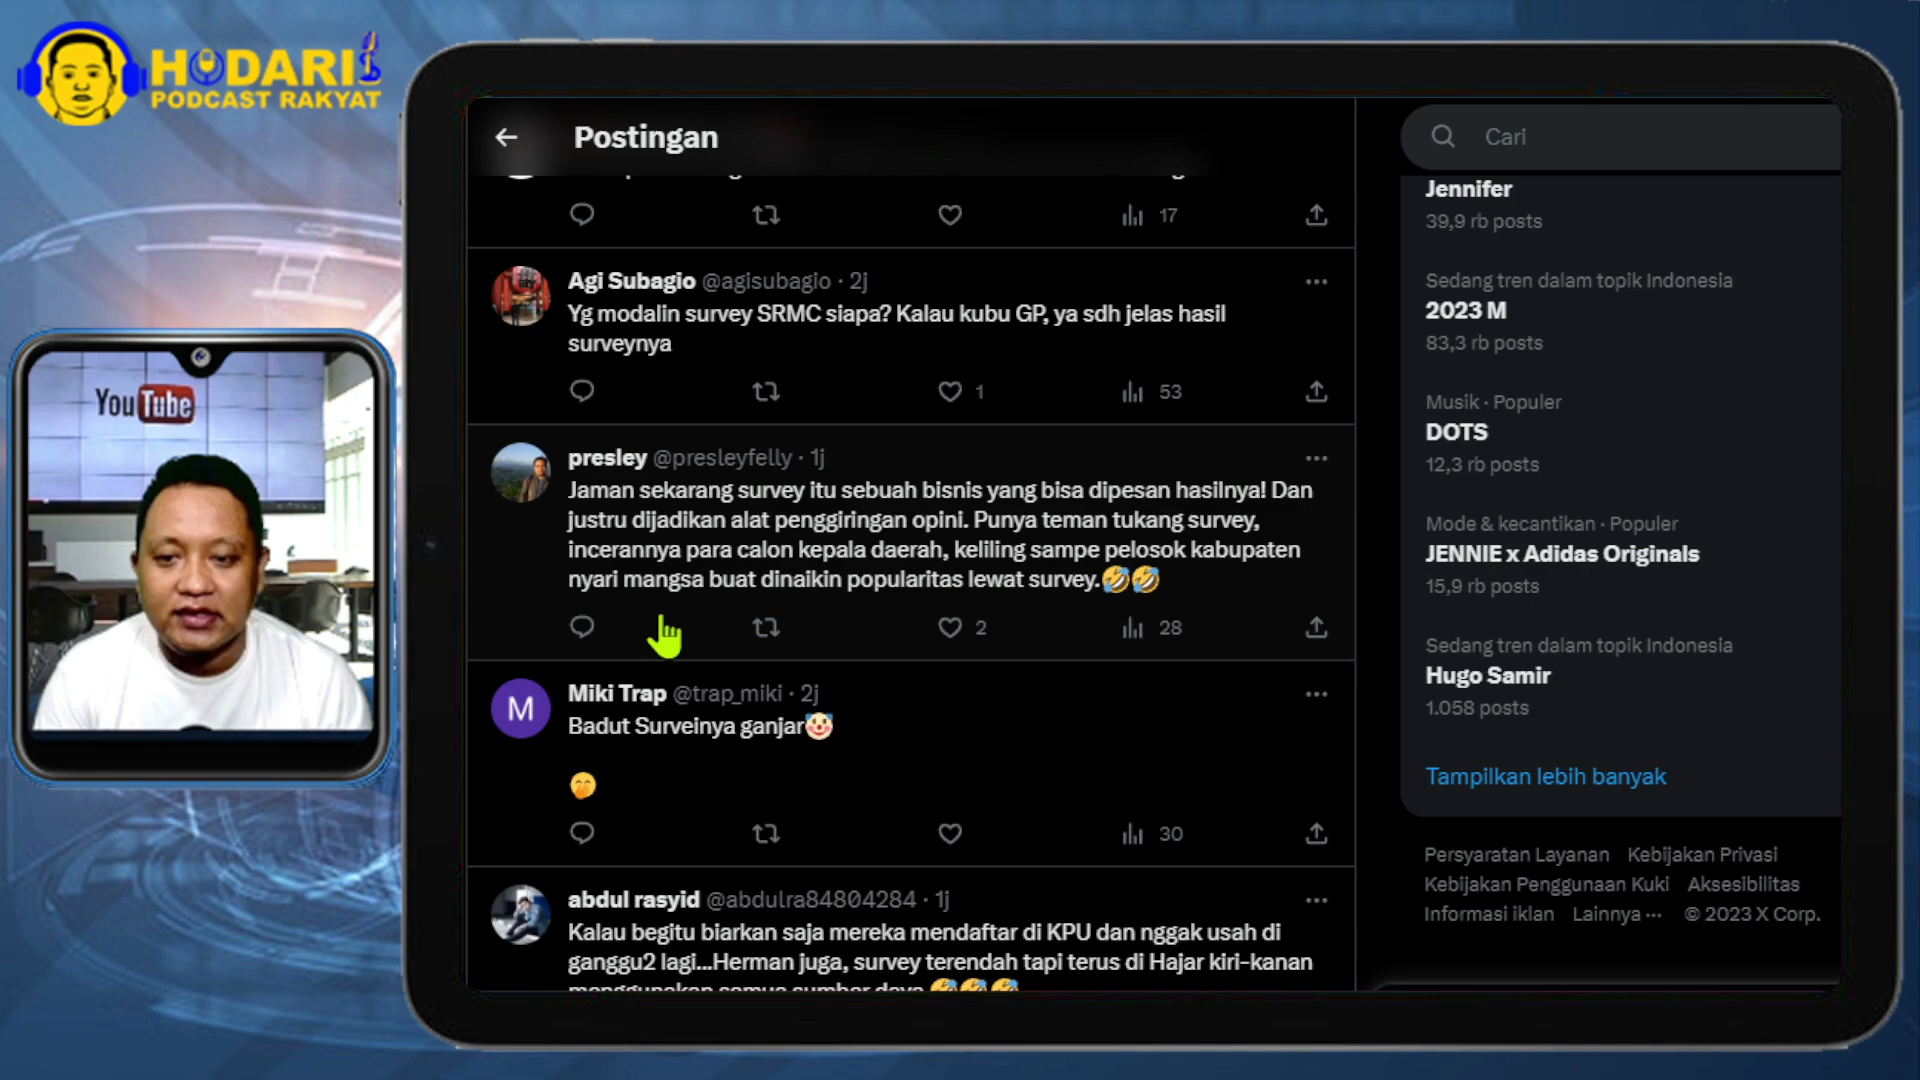 HODARI
PODCAST RAKYAT
YouTube
Postingan
17
Agi Subagio @agisubagio · 2j
Yg modalin survey SRMC siapa? Kalau kubu GP, ya sdh jelas hasil
surveynya
1 53
presley @presleyfelly · 1j
Jaman sekarang survey itu sebuah bisnis yang bisa dipesan hasilnya! Dan
justru dijadikan alat penggiringan opini. Punya teman tukang survey,
incerannya para calon kepala daerah, keliling sampe pelosok kabupaten
nyari mangsa buat dinaikin popularitas lewat survey.🤣🤣
2 28
M
Miki Trap @trap_miki · 2j
Badut Surveinya ganjar🤡
🤭
30
abdul rasyid @abdulra84804284 · 1j
Kalau begitu biarkan saja mereka mendaftar di KPU dan nggak usah di
ganggu2 lagi...Herman juga, survey terendah tapi terus di Hajar kiri-kanan
menggunakan semua sumber daya 🤣🤣🤣
Cari
Jennifer
39,9 rb posts
Sedang tren dalam topik Indonesia
2023 M
83,3 rb posts
Musik · Populer
DOTS
12,3 rb posts
Mode & kecantikan · Populer
JENNIE x Adidas Originals
15,9 rb posts
Sedang tren dalam topik Indonesia
Hugo Samir
1.058 posts
Tampilkan lebih banyak
Persyaratan Layanan Kebijakan Privasi
Kebijakan Penggunaan Kuki Aksesibilitas
Informasi iklan Lainnya ··· © 2023 X Corp.